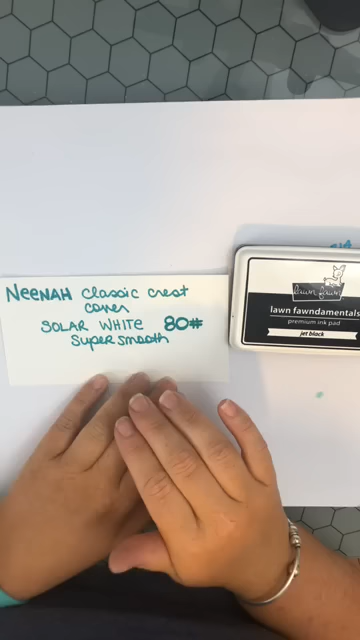 NEENAH classic crest
cover
SOLAR WHITE 80#
Super smooth
lawn fawn
lawn fawndamentals
premium ink pad
jet black